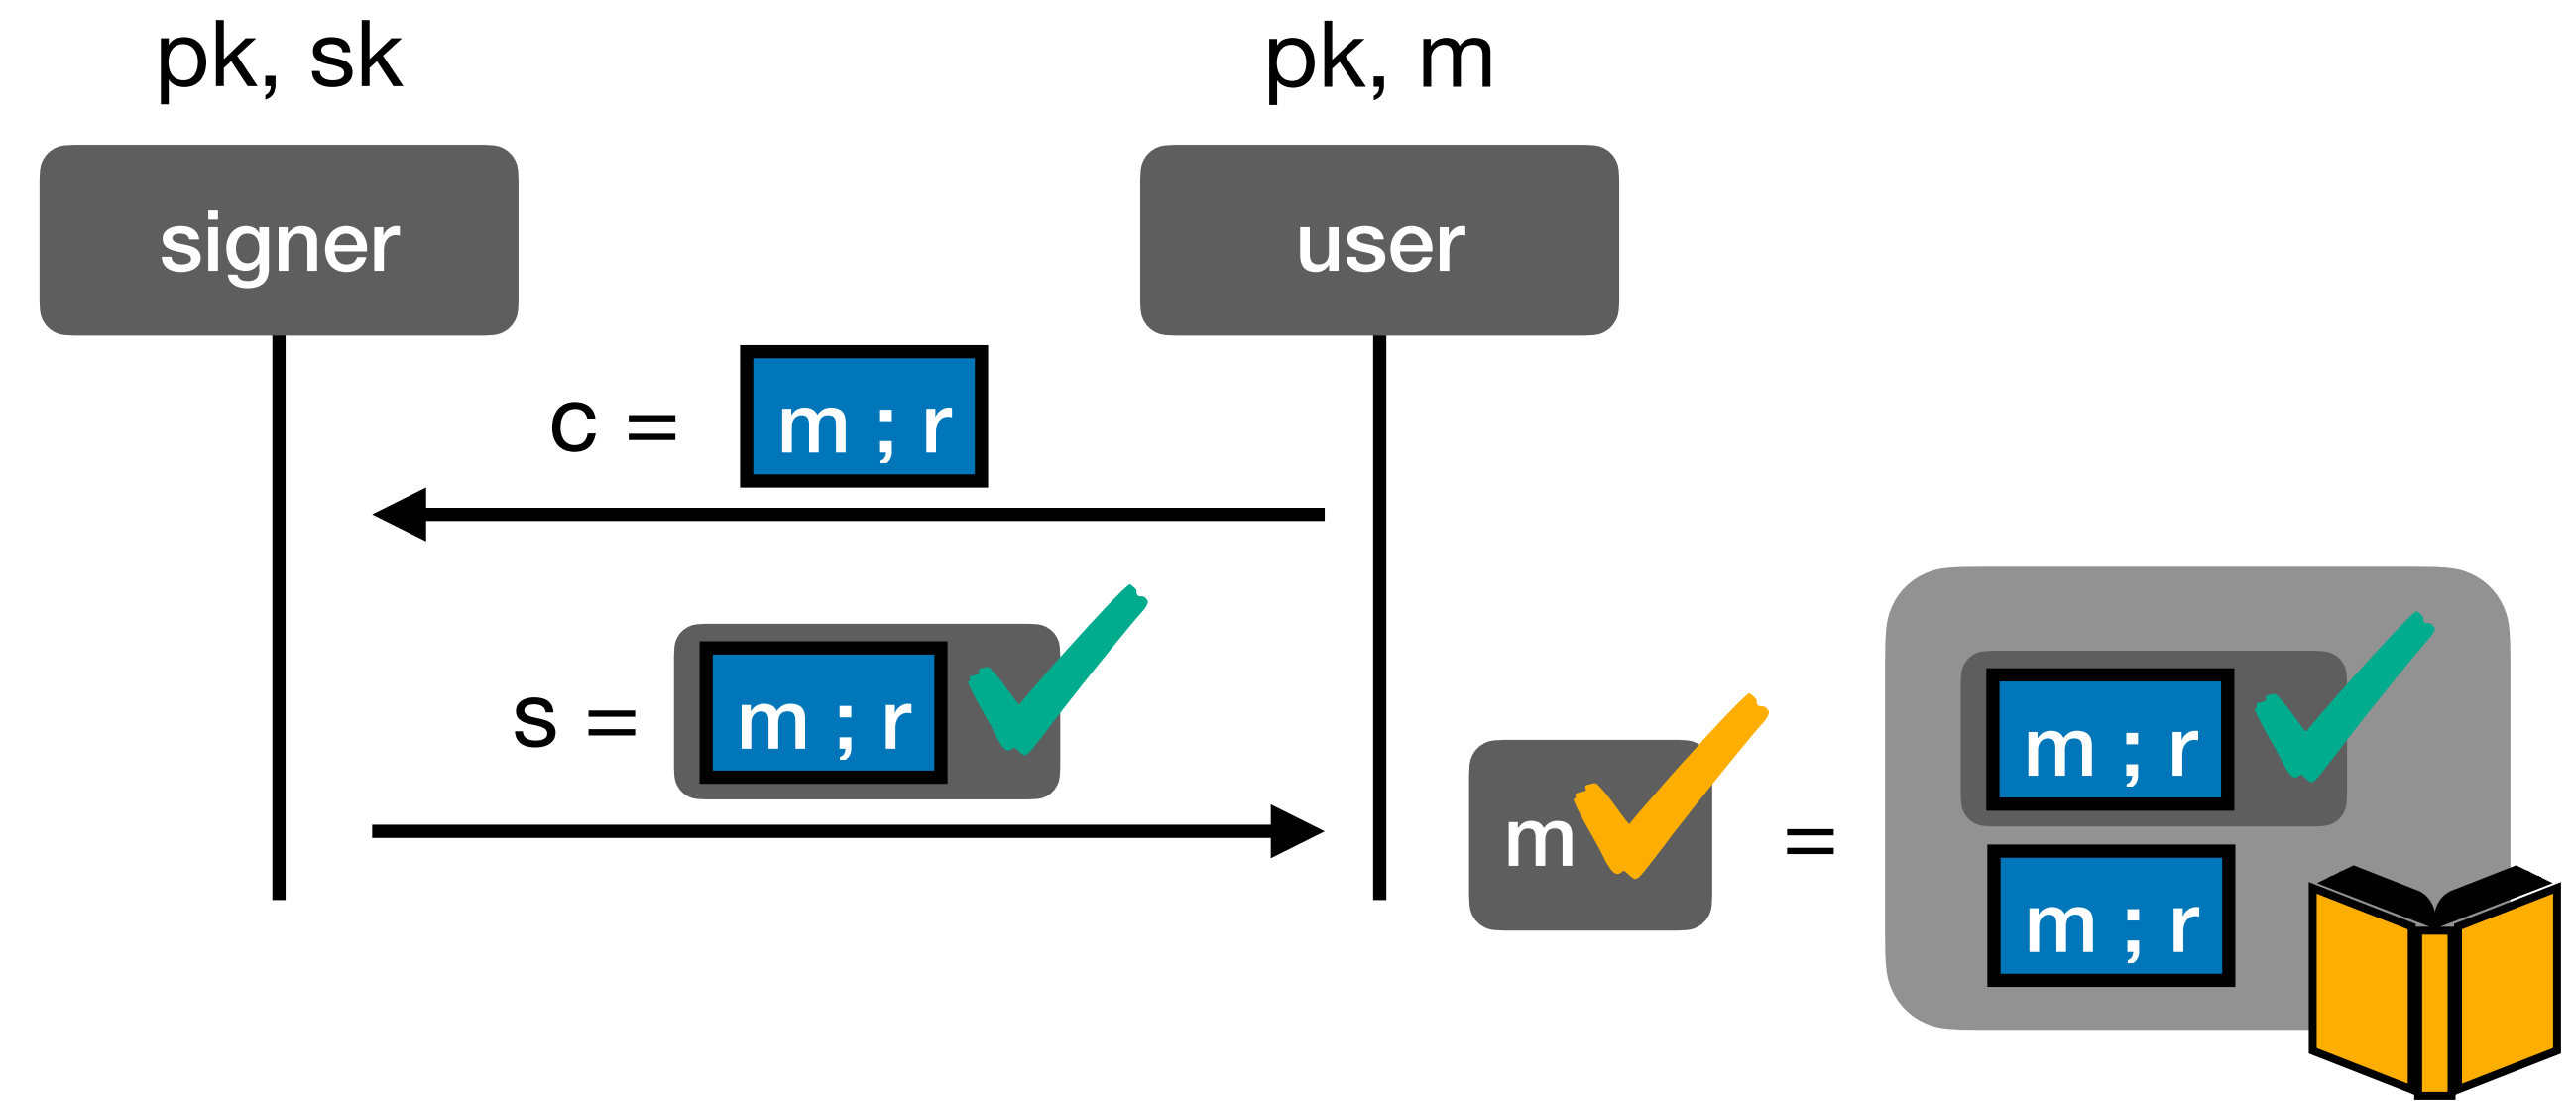 pk, sk
pk, m
signer
user
c = m ; r
s = m ; r
m = m ; r
m ; r